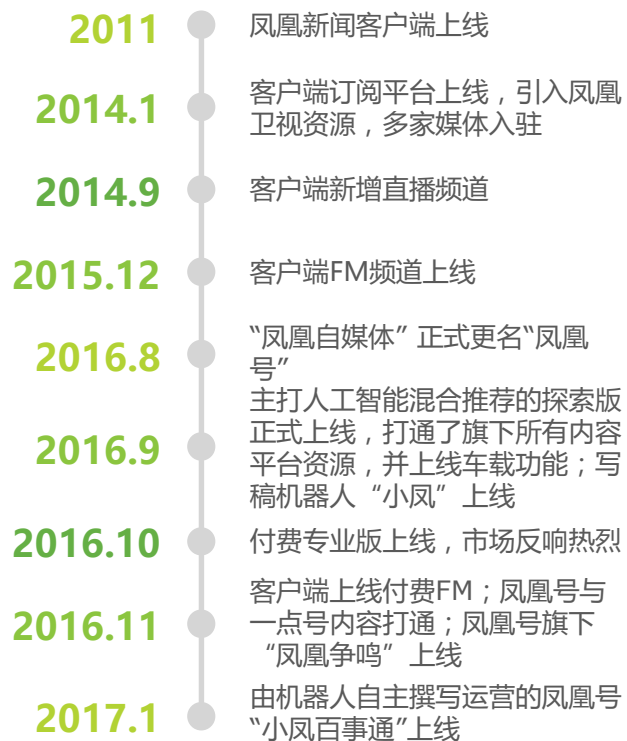 2011
凤凰新闻客户端上线
2014.1
客户端订阅平台上线，引入凤凰
卫视资源，多家媒体入驻
2014.9
客户端新增直播频道
2015.12
客户端FM频道上线
2016.8
“凤凰自媒体” 正式更名“凤凰
号”
2016.9
主打人工智能混合推荐的探索版
正式上线，打通了旗下所有内容
平台资源，并上线车载功能；写
稿机器人“小凤”上线
2016.10
付费专业版上线，市场反响热烈
2016.11
客户端上线付费FM；凤凰号与
一点号内容打通；凤凰号旗下
“凤凰争鸣”上线
2017.1
由机器人自主撰写运营的凤凰号
“小凤百事通”上线